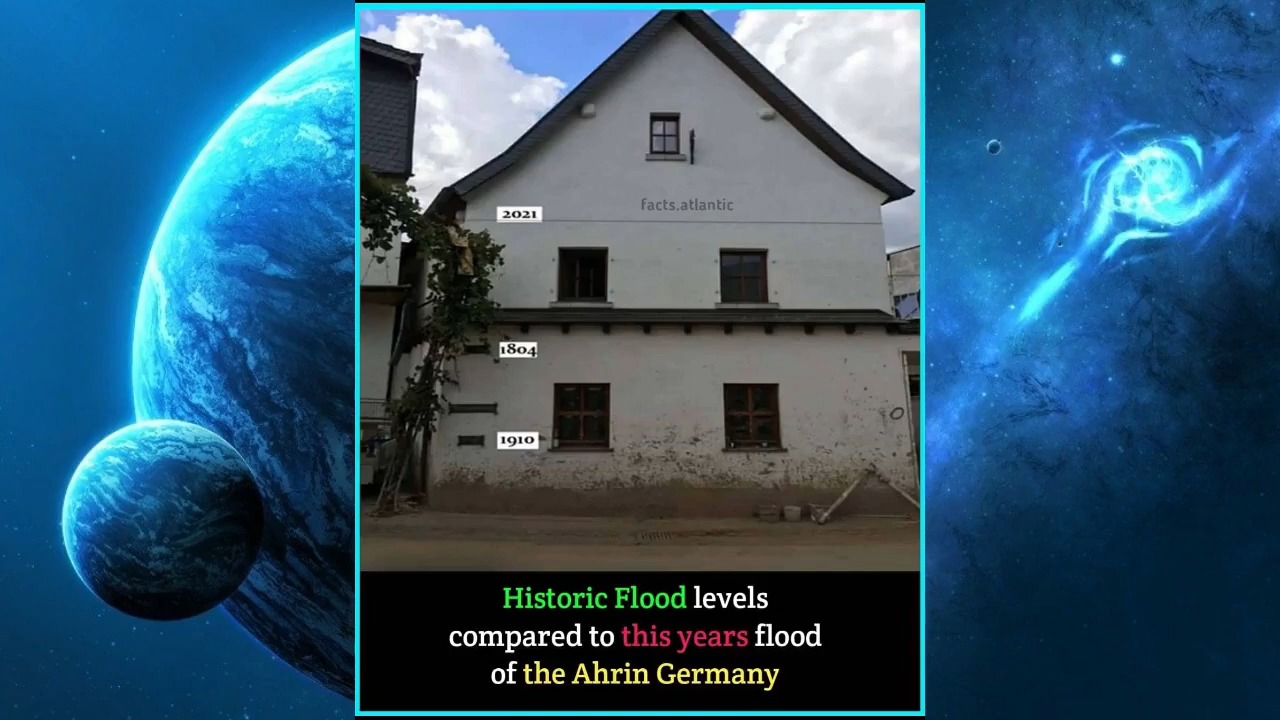 2021
facts.atlantic
1804
1910
Historic Flood levels
compared to this years flood
of the Ahrin Germany